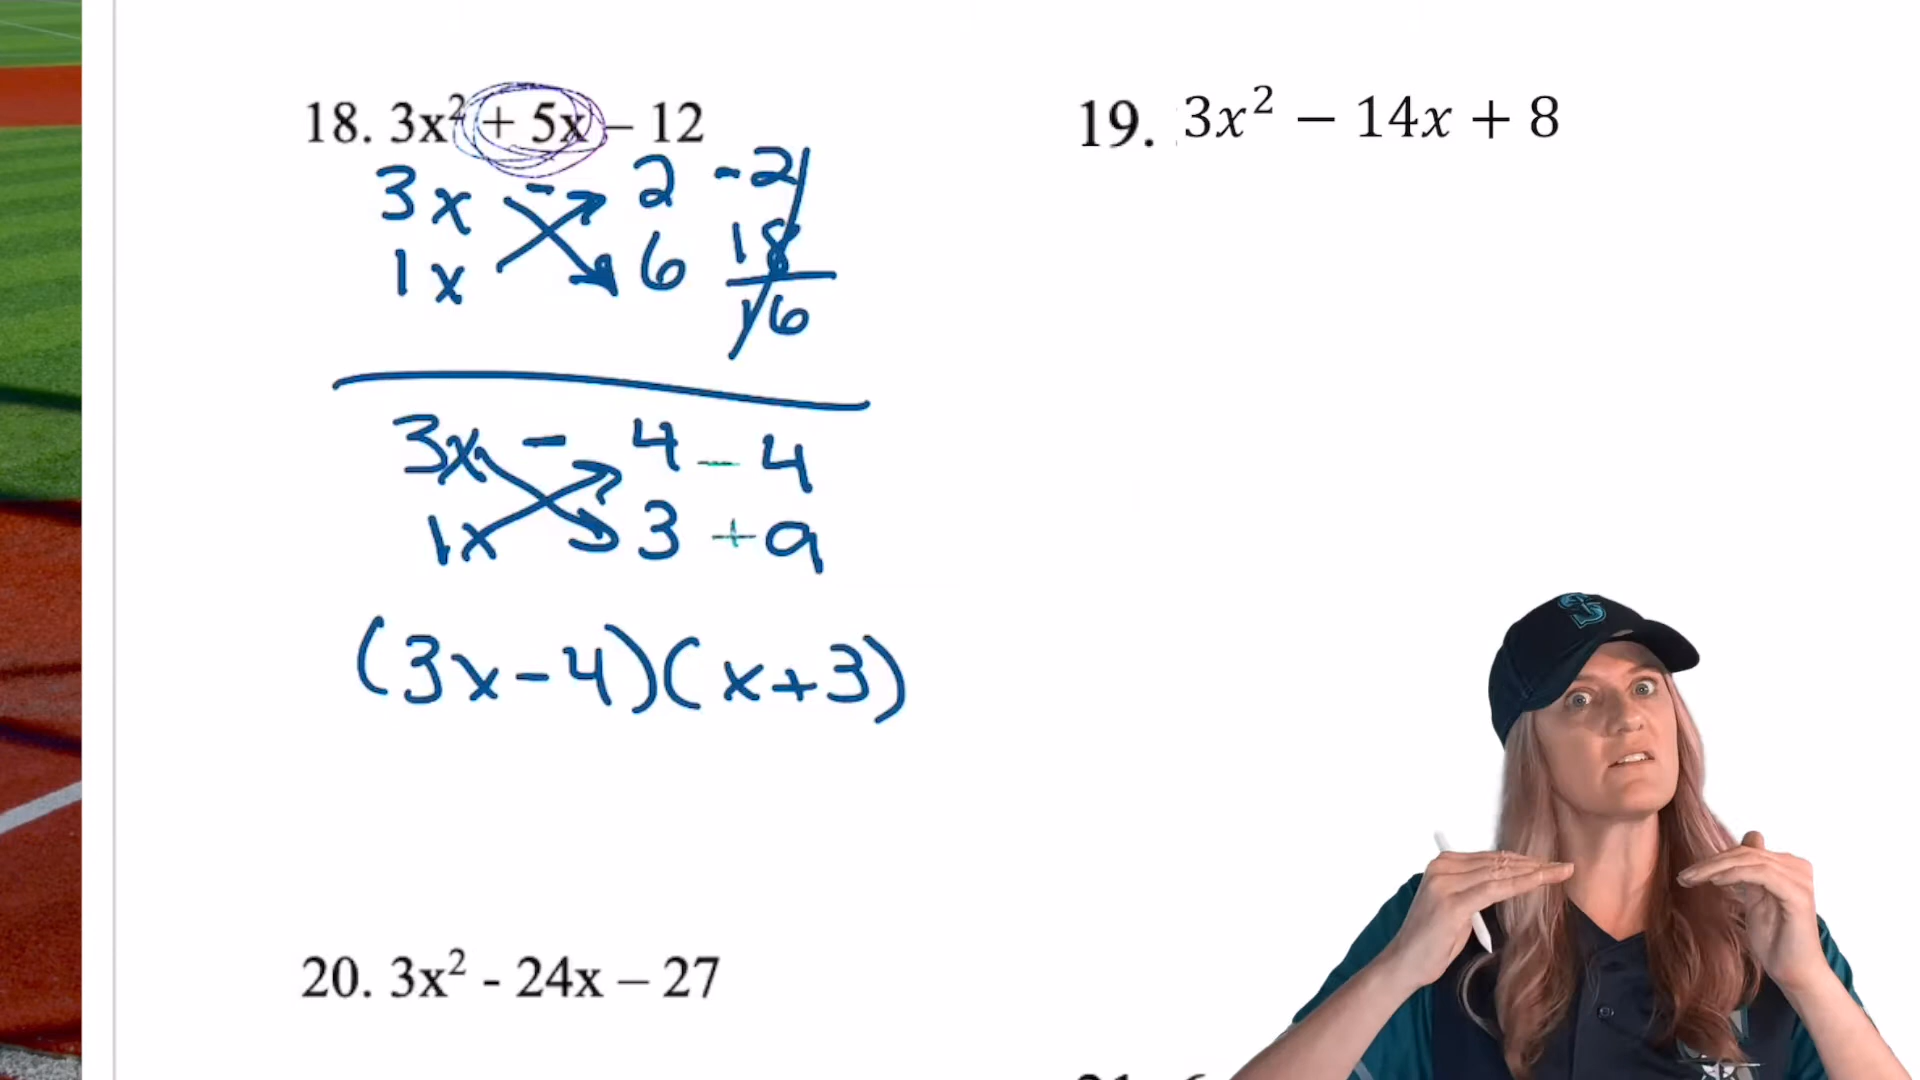 18. 3x² + 5x – 12
3x - 2 -2
1x 6 18
16
3x - 4 - 4
1x 3 + 9
(3x-4)(x+3)
19. 3x² − 14x + 8
20. 3x² - 24x – 27
S